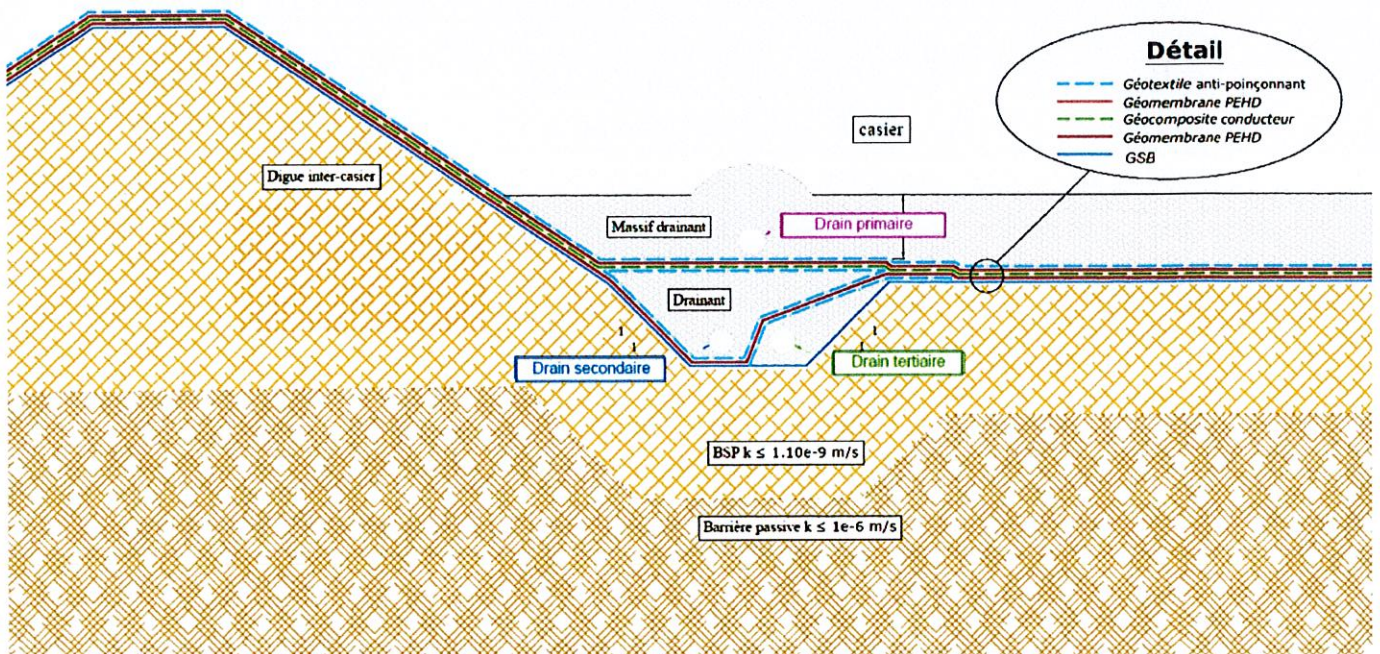 Détail
Géotextile anti-poinçonnant
Géomembrane PEHD
Géocomposite conducteur
Géomembrane PEHD
GSB
casier
Digue inter-casier
Massif drainant
Drain primaire
Drainant
1
1
1
1
Drain secondaire
Drain tertiaire
BSP k ≤ 1.10e-9 m/s
Barrière passive k ≤ 1e-6 m/s